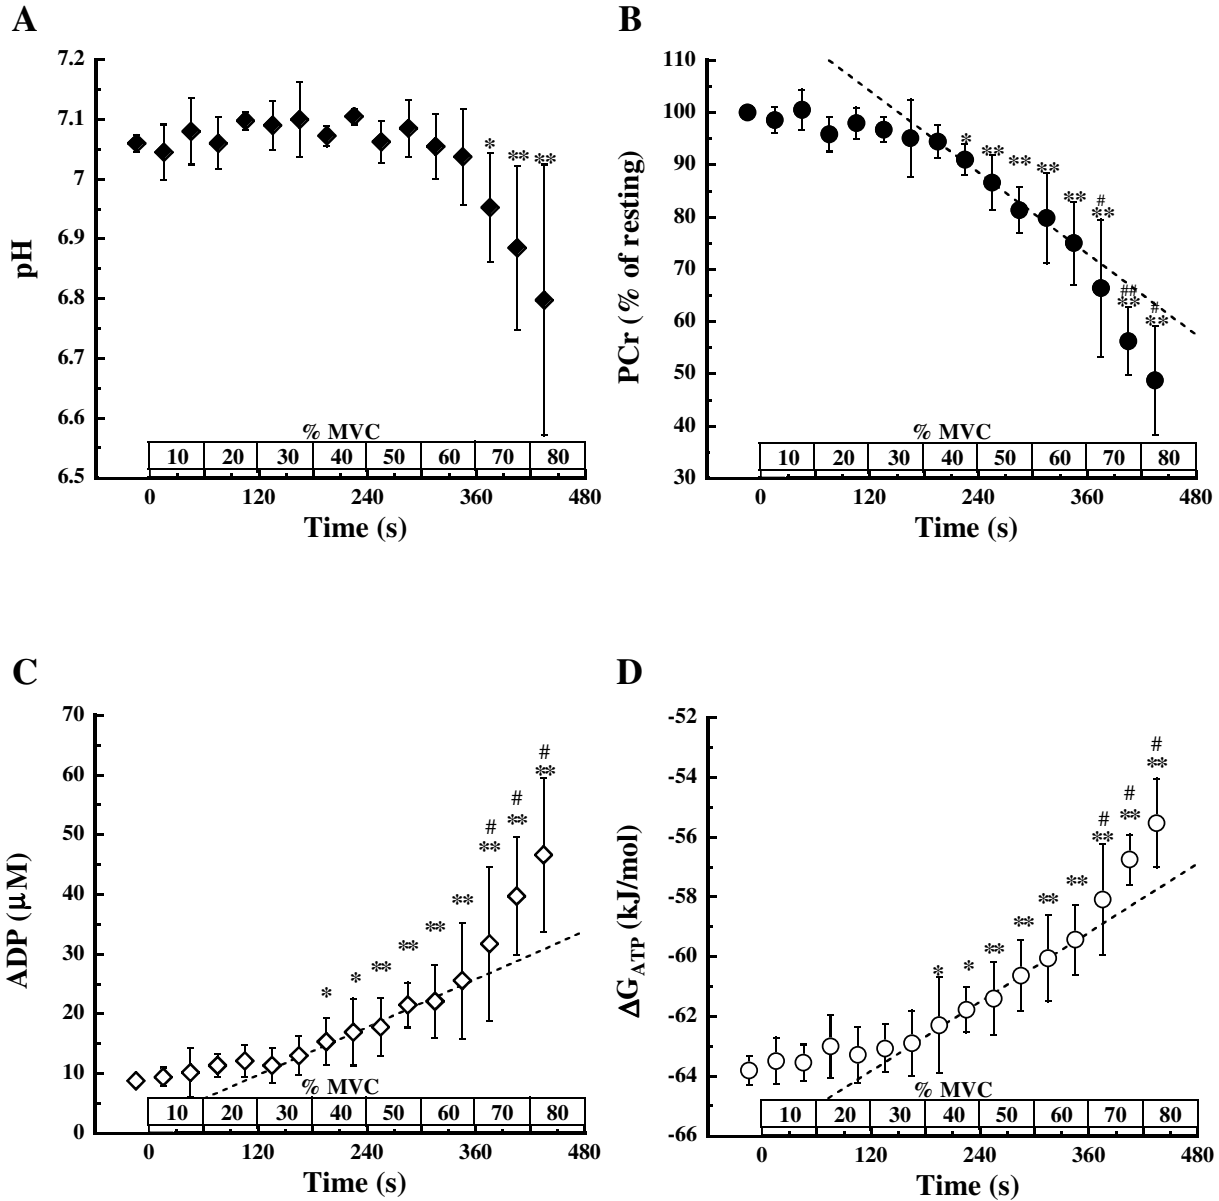 A
7.2
7.1
7
6.9
6.8
6.7
6.6
6.5
pH
* ** **
% MVC
10 20 30 40 50 60 70 80
0 120 240 360 480
Time (s)
B
110
100
90
80
70
60
50
40
30
PCr (% of resting)
* ** ** ** ** # ** ## ** # **
% MVC
10 20 30 40 50 60 70 80
0 120 240 360 480
Time (s)
C
70
60
50
40
30
20
10
0
ADP (μM)
* * ** ** ** ** # ** # ** # **
% MVC
10 20 30 40 50 60 70 80
0 120 240 360 480
Time (s)
D
-52
-54
-56
-58
-60
-62
-64
-66
ΔG_ATP (kJ/mol)
* * ** ** ** ** # ** # ** # **
% MVC
10 20 30 40 50 60 70 80
0 120 240 360 480
Time (s)